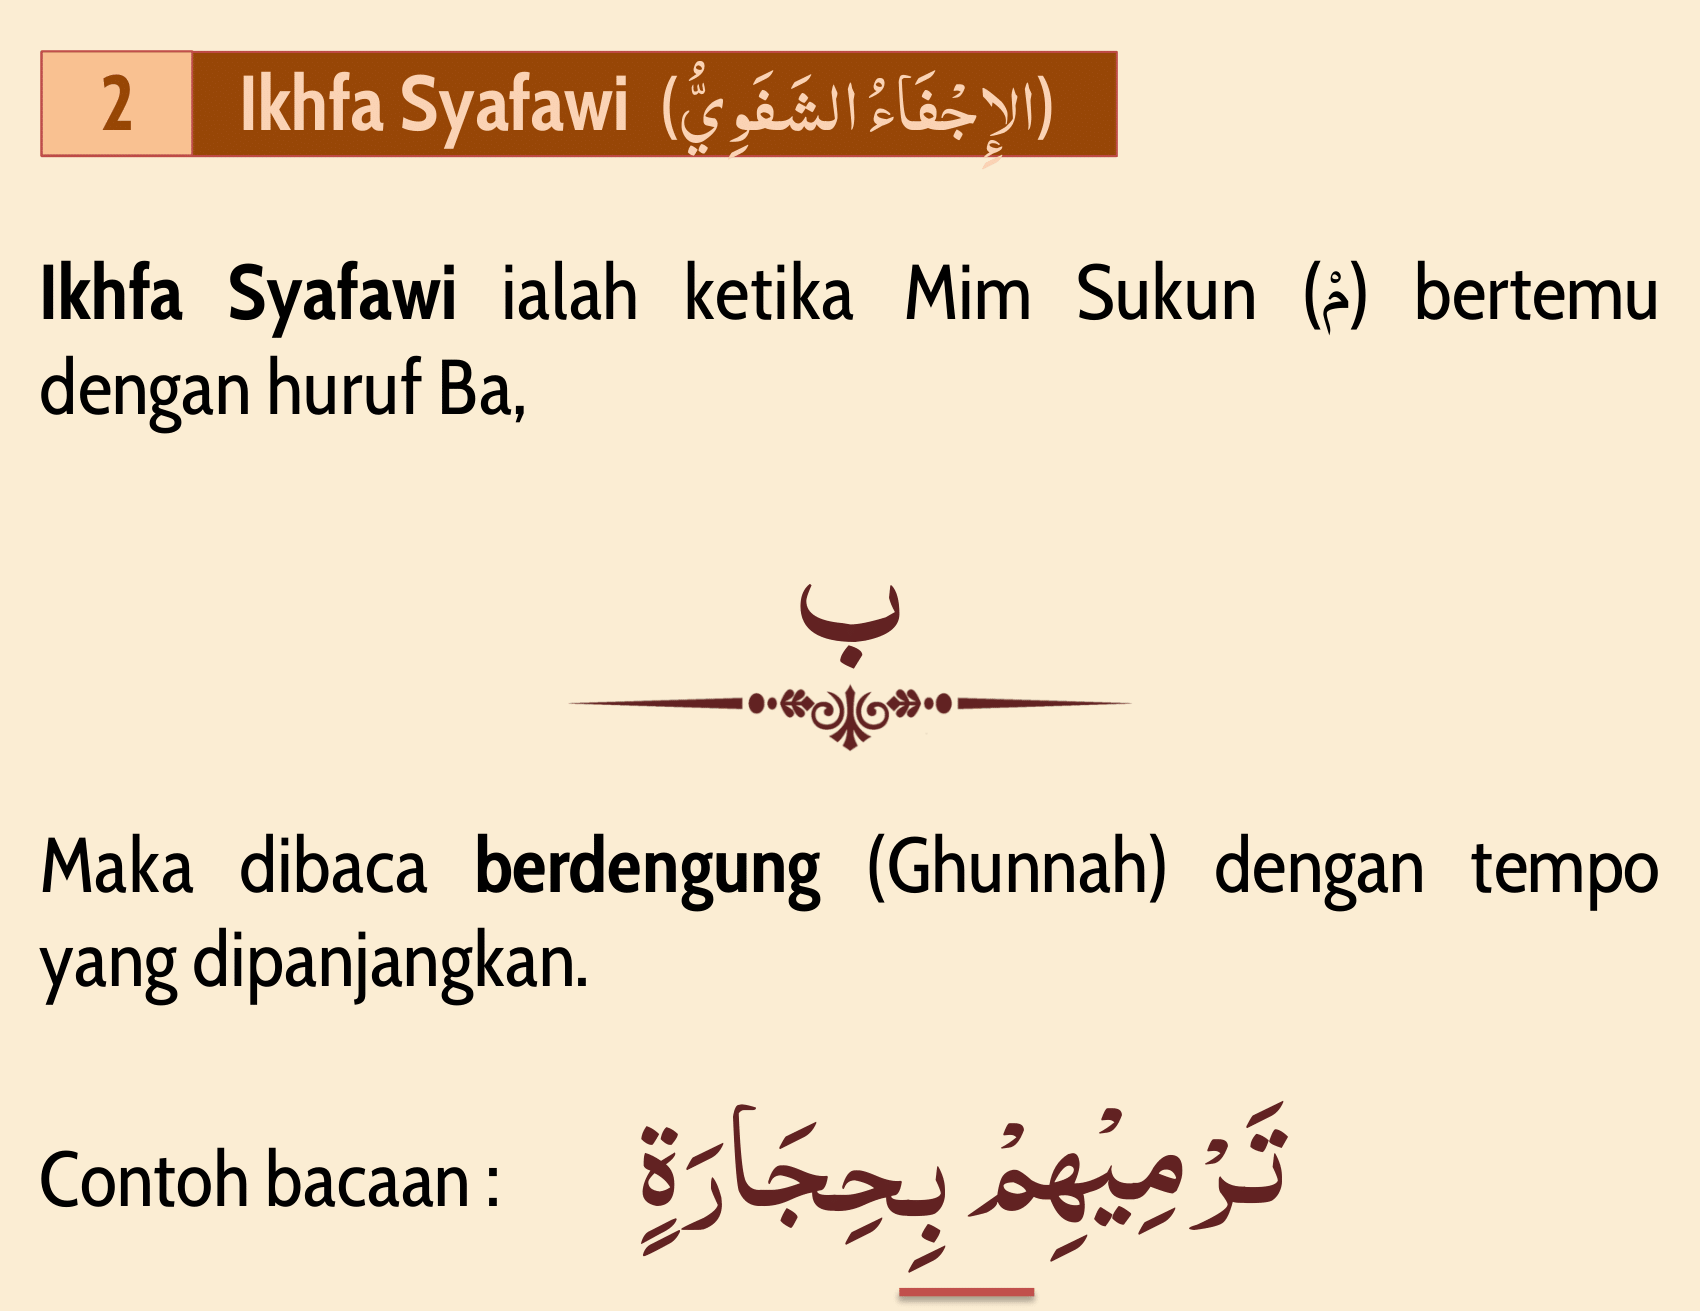 2 Ikhfa Syafawi (الإِجْفَاءُ الشَفَوِيُّ)
Ikhfa Syafawi ialah ketika Mim Sukun (مْ) bertemu
dengan huruf Ba,
ب
Maka dibaca berdengung (Ghunnah) dengan tempo
yang dipanjangkan.
Contoh bacaan : تَرْمِيْهِمْ بِحِجَارَةٍ